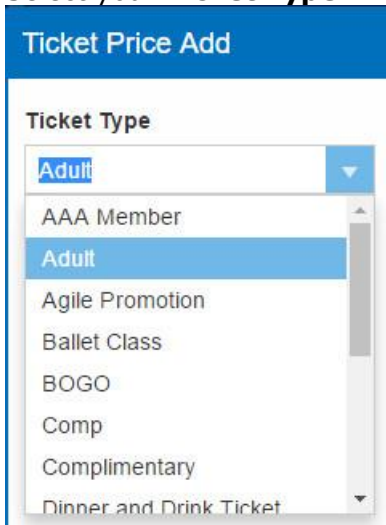 Ticket Price Add
Ticket Type
Adult
AAA Member
Adult
Agile Promotion
Ballet Class
BOGO
Comp
Complimentary
Dinner and Drink Ticket